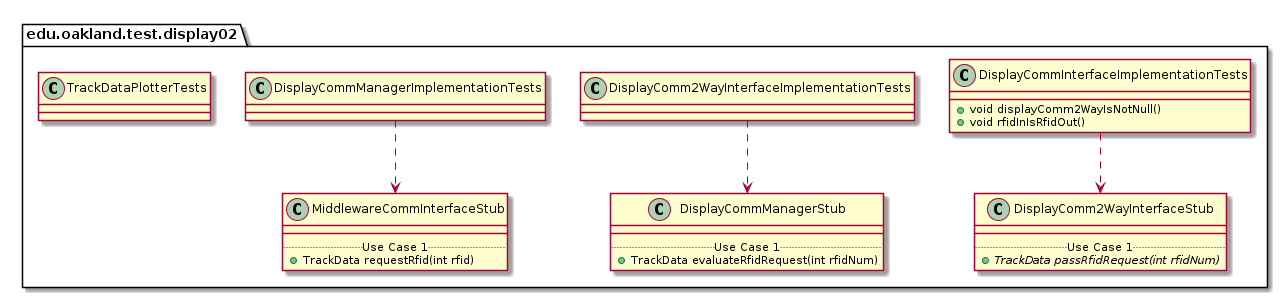 edu.oakland.test.display02
C TrackDataPlotterTests
C DisplayCommManagerImplementationTests
C DisplayComm2WayInterfaceImplementationTests
C DisplayCommInterfaceImplementationTests
void displayComm2WayIsNotNull()
void rfidInIsRfidOut()
C MiddlewareCommInterfaceStub
Use Case 1
TrackData requestRfid(int rfid)
C DisplayCommManagerStub
Use Case 1
TrackData evaluateRfidRequest(int rfidNum)
C DisplayComm2WayInterfaceStub
Use Case 1
TrackData passRfidRequest(int rfidNum)